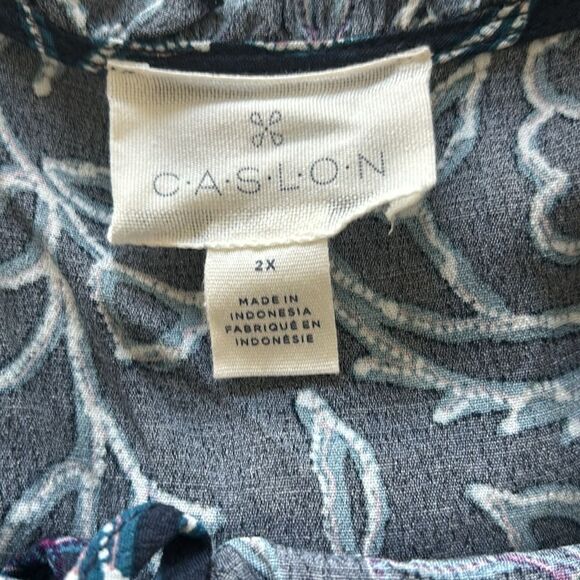 C·A·S·L·O·N
2X
MADE IN
INDONESIA
FABRIQUÉ EN
INDONÉSIE